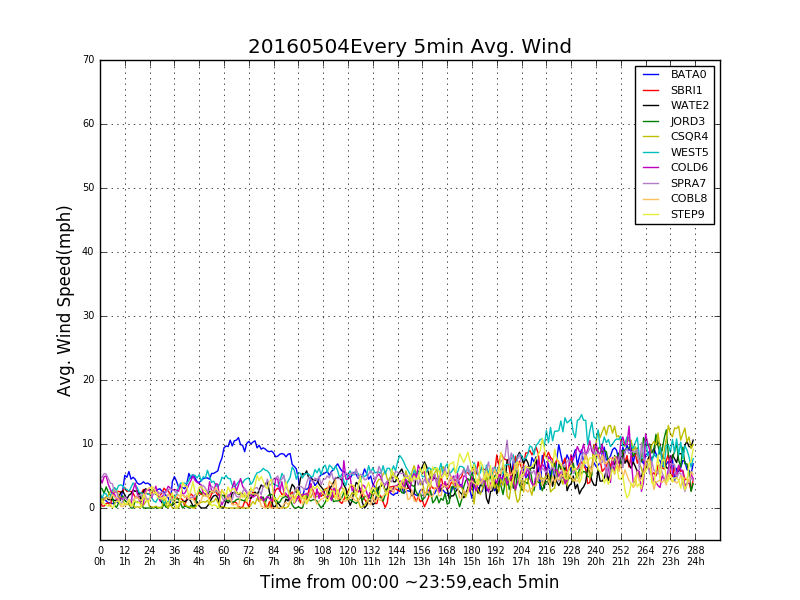 20160504Every 5min Avg. Wind
70
60
50
40
30
20
10
0
Avg. Wind Speed(mph)
BATA0
SBRI1
WATE2
JORD3
CSQR4
WEST5
COLD6
SPRA7
COBL8
STEP9
0 12 24 36 48 60 72 84 96 108 120 132 144 156 168 180 192 204 216 228 240 252 264 276 288
0h 1h 2h 3h 4h 5h 6h 7h 8h 9h 10h 11h 12h 13h 14h 15h 16h 17h 18h 19h 20h 21h 22h 23h 24h
Time from 00:00 ~23:59,each 5min